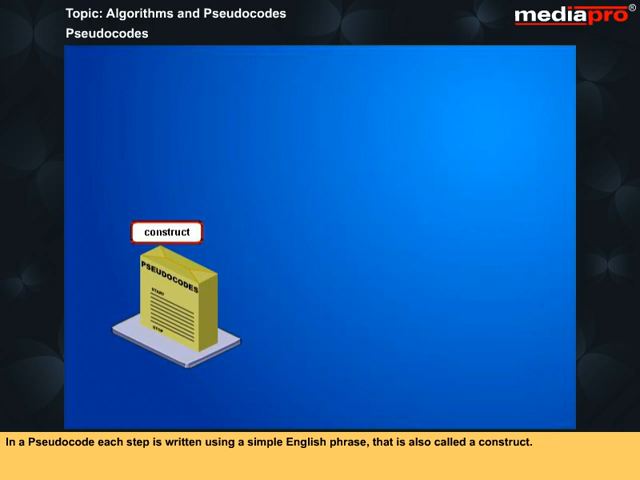 Topic: Algorithms and Pseudocodes
mediapro®
Pseudocodes
construct
PSEUDOCODES
START
STOP
In a Pseudocode each step is written using a simple English phrase, that is also called a construct.